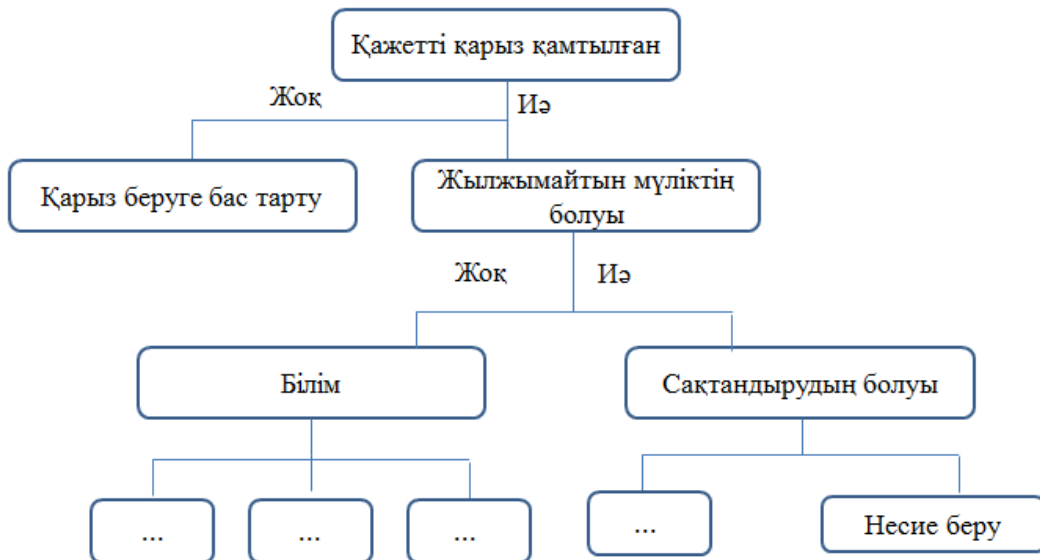 Қажетті қарыз қамтылған
Жоқ
Иә
Қарыз беруге бас тарту
Жылжымайтын мүліктің
болуы
Жоқ
Иә
Білім
Сақтандырудың болуы
...
...
...
...
Несие беру